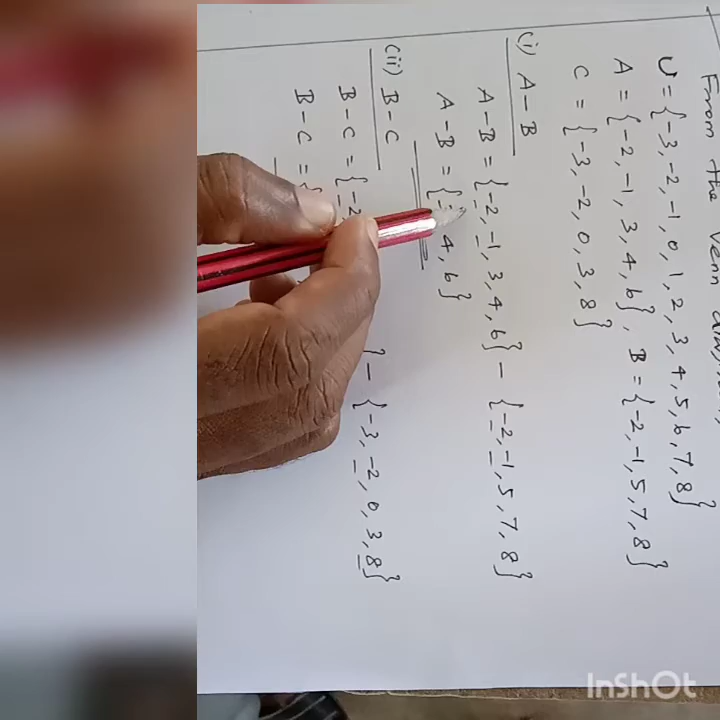 From the Venn
U = {-3, -2, -1, 0, 1, 2, 3, 4, 5, 6, 7, 8}
A = {-2, -1, 3, 4, 6}, B = {-2, -1, 5, 7, 8}
C = {-3, -2, 0, 3, 8}
(i) A - B
A - B = {-2, -1, 3, 4, 6} - {-2, -1, 5, 7, 8}
A - B = { 4, 6}
(ii) B - C
B - C = {-2 } - {-3, -2, 0, 3, 8}
B - C = {
InShOt